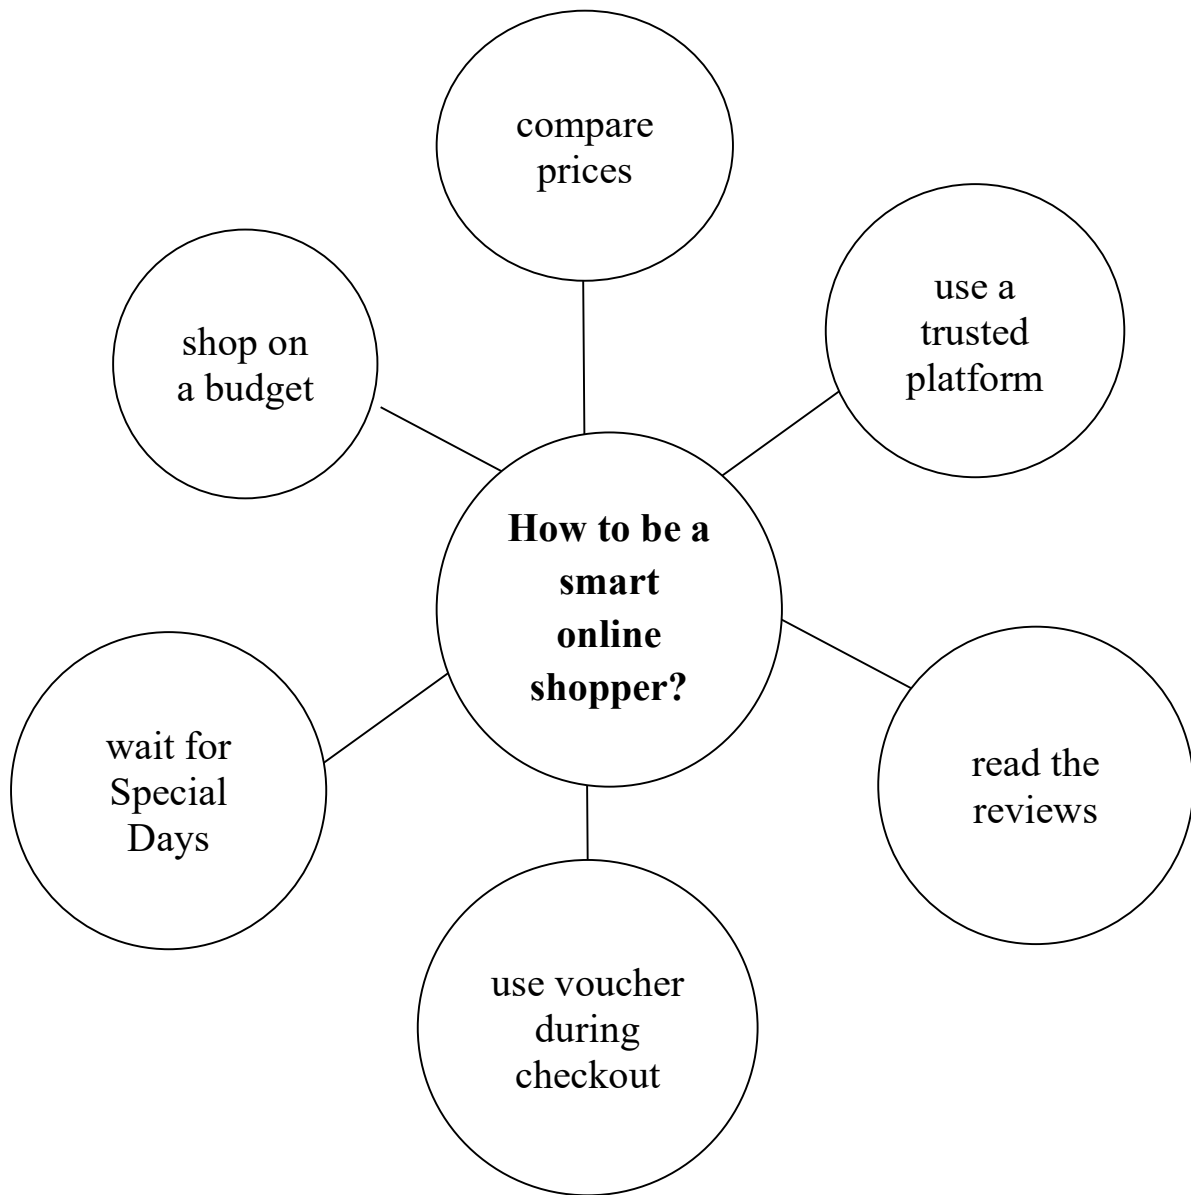 compare
prices
use a
trusted
platform
shop on
a budget
How to be a
smart
online
shopper?
wait for
Special
Days
read the
reviews
use voucher
during
checkout